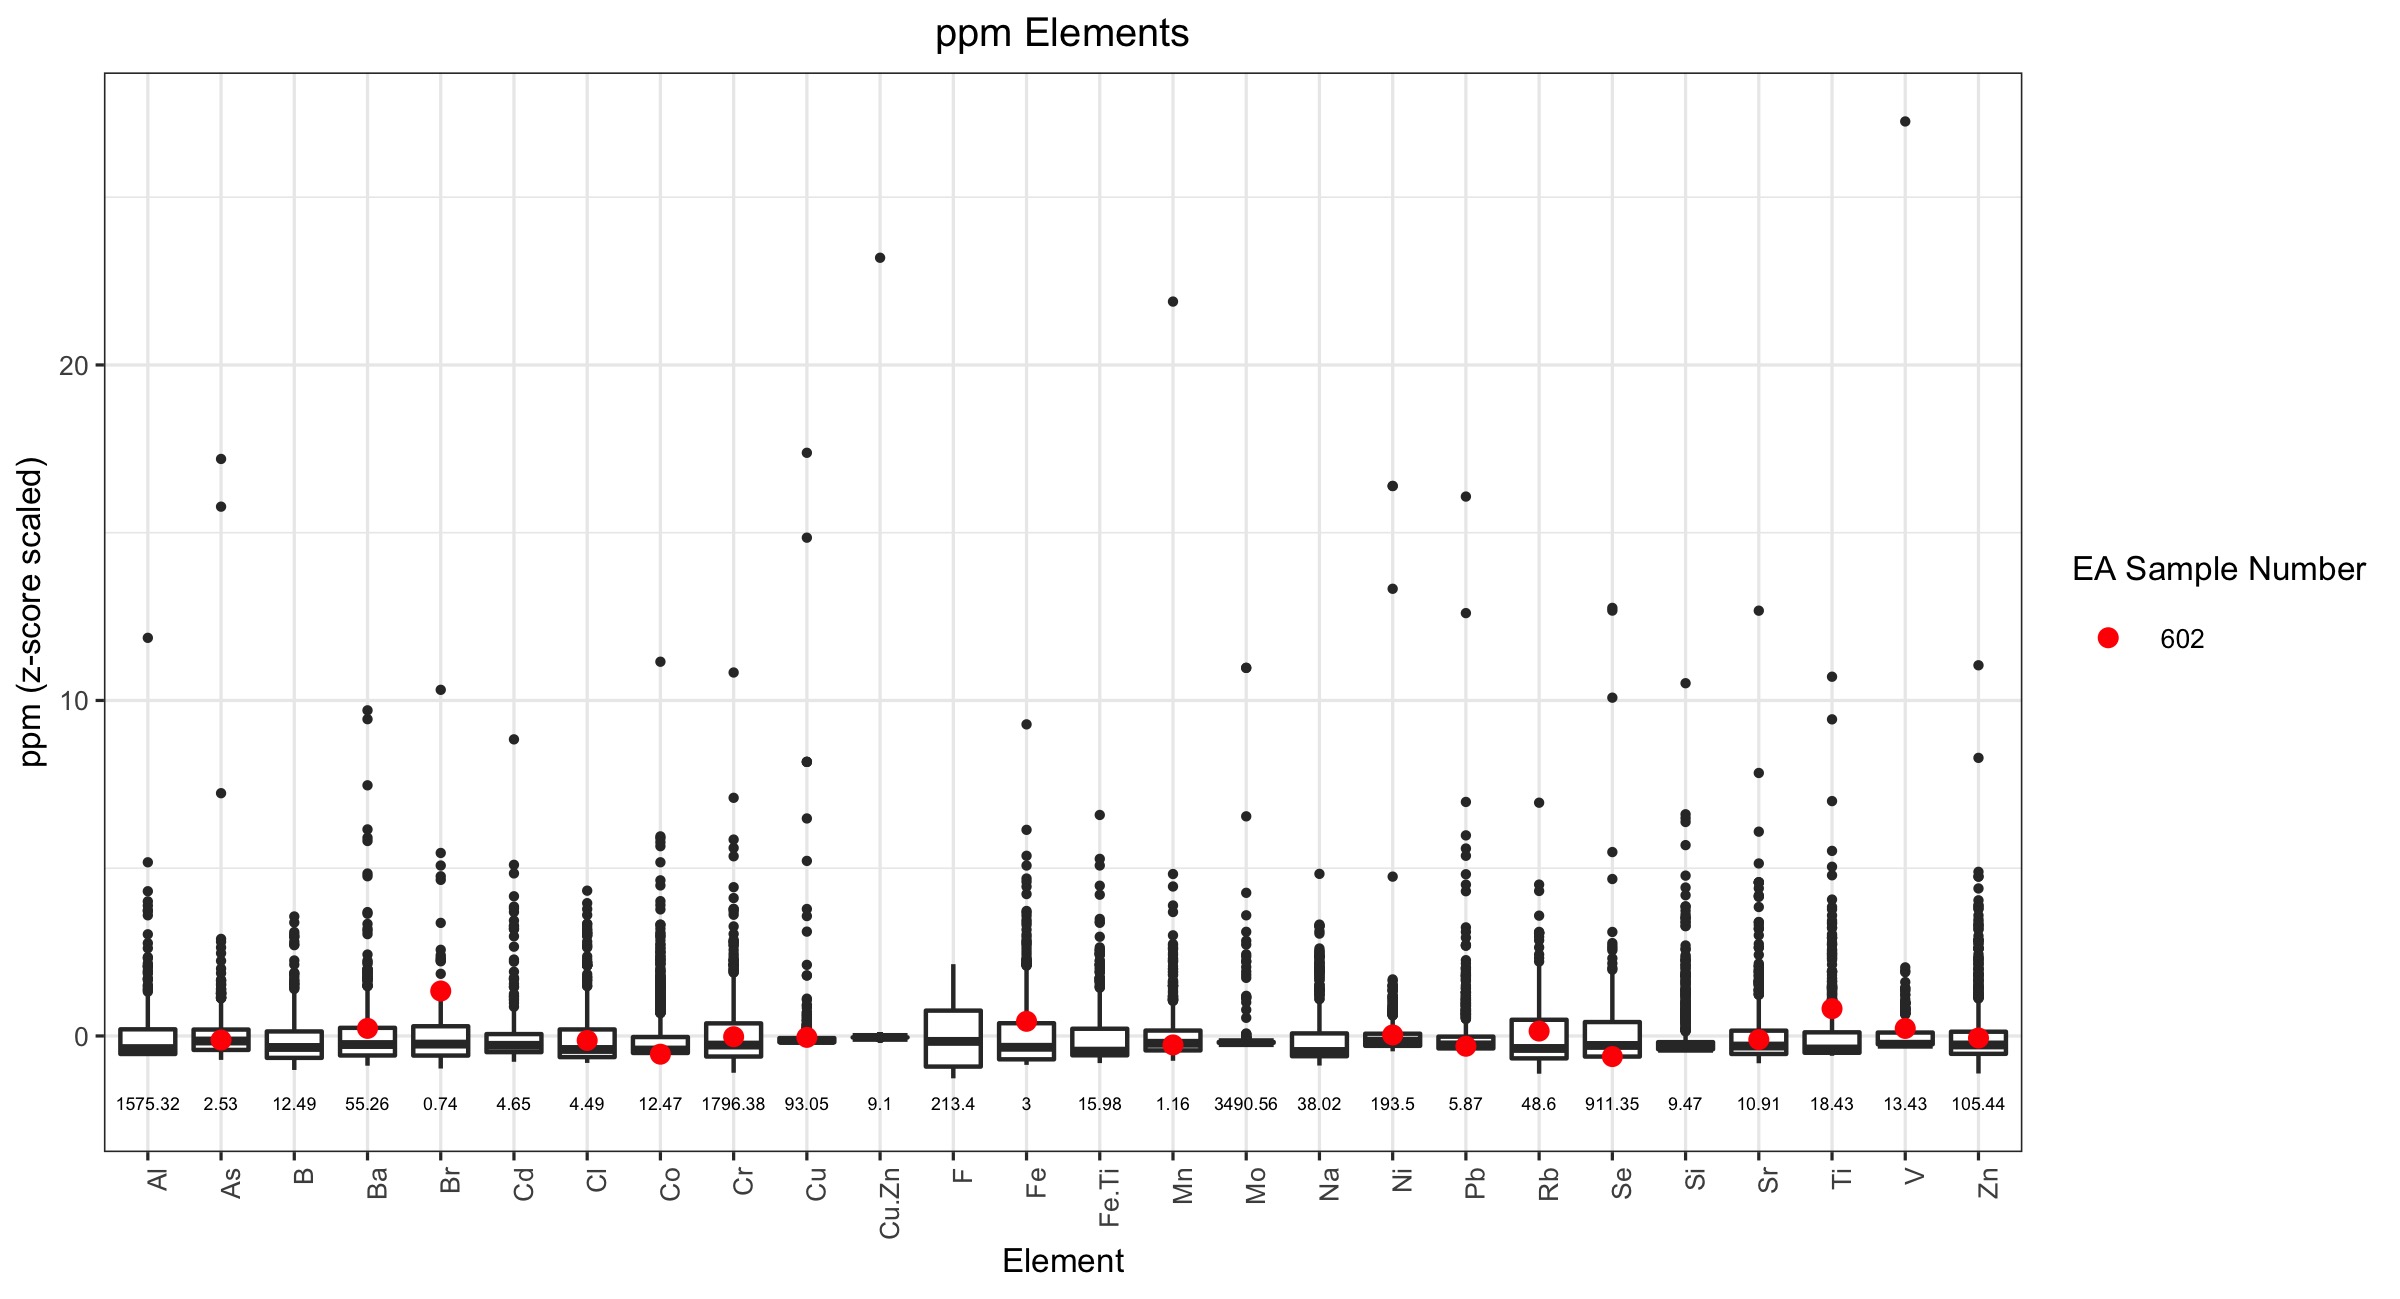 ppm Elements
ppm (z-score scaled)
20
10
0
1575.32 2.53 12.49 55.26 0.74 4.65 4.49 12.47 1796.38 93.05 9.1 213.4 3 15.98 1.16 3490.56 38.02 193.5 5.87 48.6 911.35 9.47 10.91 18.43 13.43 105.44
Al As B Ba Br Cd Cl Co Cr Cu Cu.Zn F Fe Fe.Ti Mn Mo Na Ni Pb Rb Se Si Sr Ti V Zn
Element
EA Sample Number
602